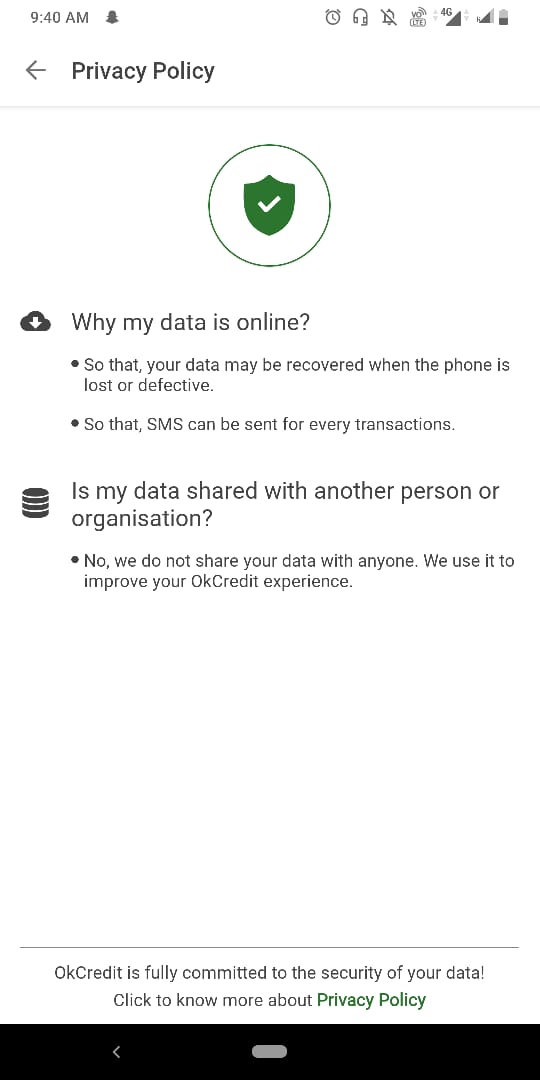 9:40 AM
VO LTE 4G
Privacy Policy
Why my data is online?
• So that, your data may be recovered when the phone is
lost or defective.
• So that, SMS can be sent for every transactions.
Is my data shared with another person or
organisation?
• No, we do not share your data with anyone. We use it to
improve your OkCredit experience.
OkCredit is fully committed to the security of your data!
Click to know more about Privacy Policy